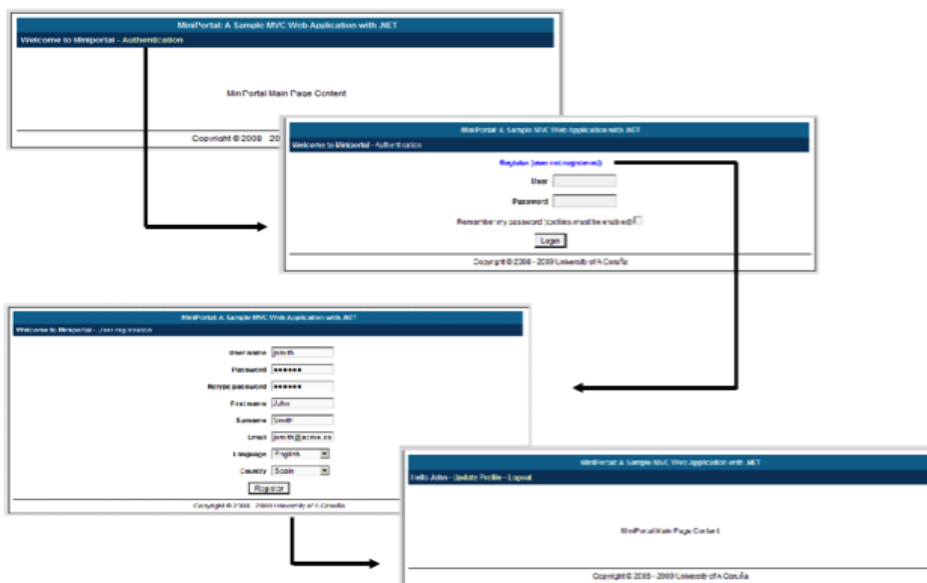 MiniPortal: A Sample MVC Web Application with .NET
Welcome to Miniportal - Authentication
MiniPortal Main Page Content
Copyright © 2008 20
MiniPortal: A Sample MVC Web Application with .NET
Welcome to Miniportal - Authentication
Register (user not registered)
User
Password
Remember my password (cookies must be enabled)
Login
Copyright © 2008 - 2009 University of A Coruña
MiniPortal: A Sample MVC Web Application with .NET
Welcome to Miniportal - User registration
User name jsmith
Password ●●●●●●
Retype password ●●●●●●
First name John
Surname Smith
Email jsmith@acme.es
Language English
Country Spain
Register
Copyright © 2008 - 2009 University of A Coruña
MiniPortal: A Sample MVC Web Application with .NET
Hello John - Update Profile - Logout
MiniPortal Main Page Content
Copyright © 2008 - 2009 University of A Coruña